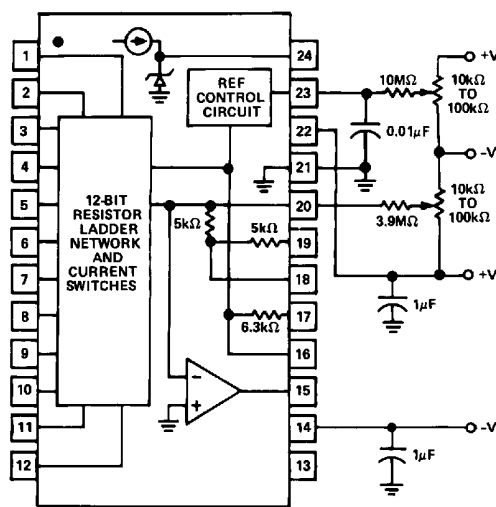 1
2
3
4
5
6
7
8
9
10
11
12
24
23
22
21
20
19
18
17
16
15
14
13
REF
CONTROL
CIRCUIT
12-BIT
RESISTOR
LADDER
NETWORK
AND
CURRENT
SWITCHES
5kΩ
5kΩ
6.3kΩ
−
+
10MΩ
0.01μF
3.9MΩ
10kΩ
TO
100kΩ
10kΩ
TO
100kΩ
1μF
1μF
+V
−V
+V
−V